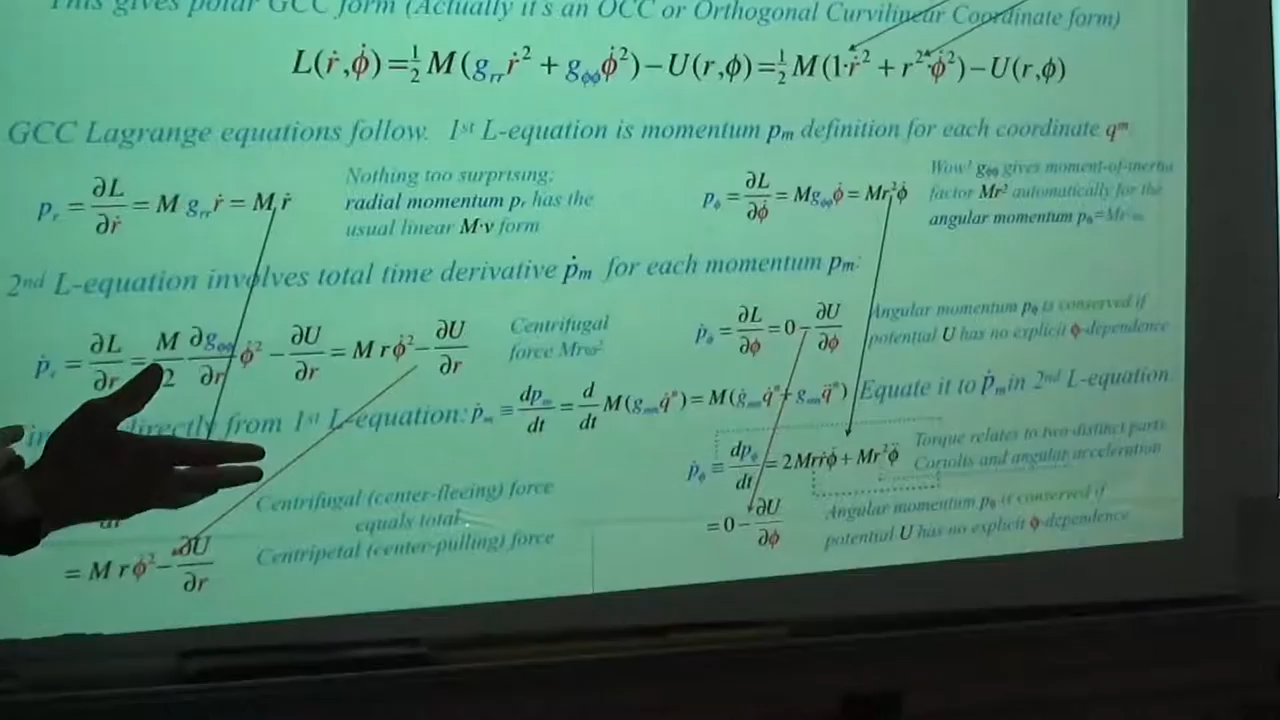 This gives polar GCC form (Actually it's an OCC or Orthogonal Curvilinear Coordinate form)
L(ṙ,ϕ̇)=½M(g_rr ṙ²+g_ϕϕ ϕ̇²)−U(r,ϕ)=½M(1·ṙ²+r²·ϕ̇²)−U(r,ϕ)
GCC Lagrange equations follow. 1st L-equation is momentum p_m definition for each coordinate q^m:
p_r = ∂L/∂ṙ = M g_rr ṙ = M ṙ
Nothing too surprising;
radial momentum p_r has the
usual linear M·v form
p_ϕ = ∂L/∂ϕ̇ = M g_ϕϕ ϕ̇ = Mr²ϕ̇
Wow! g_ϕϕ gives moment-of-inertia
factor Mr² automatically for the
angular momentum p_ϕ=Mr²
2nd L-equation involves total time derivative ṗ_m for each momentum p_m:
ṗ_r = ∂L/∂r = M/2 ∂g_ϕϕ/∂r ϕ̇² − ∂U/∂r = M r ϕ̇² − ∂U/∂r
Centrifugal
force Mrω²
ṗ_ϕ = ∂L/∂ϕ = 0 − ∂U/∂ϕ
Angular momentum p_ϕ is conserved if
potential U has no explicit ϕ-dependence
directly from 1st L-equation: ṗ_m ≡ dp_m/dt = d/dt M(g_mn q̇ⁿ) = M(ġ_mn q̇ⁿ + g_mn q̈ⁿ) Equate it to ṗ_m in 2nd L-equation:
Centrifugal (center-fleeing) force
equals total
Centripetal (center-pulling) force
= M r ϕ̇² − ∂U/∂r
ṗ_ϕ ≡ dp_ϕ/dt = 2Mrṙϕ̇ + Mr²ϕ̈
Torque relates to two distinct parts:
Coriolis and angular acceleration
= 0 − ∂U/∂ϕ
Angular momentum p_ϕ is conserved if
potential U has no explicit ϕ-dependence